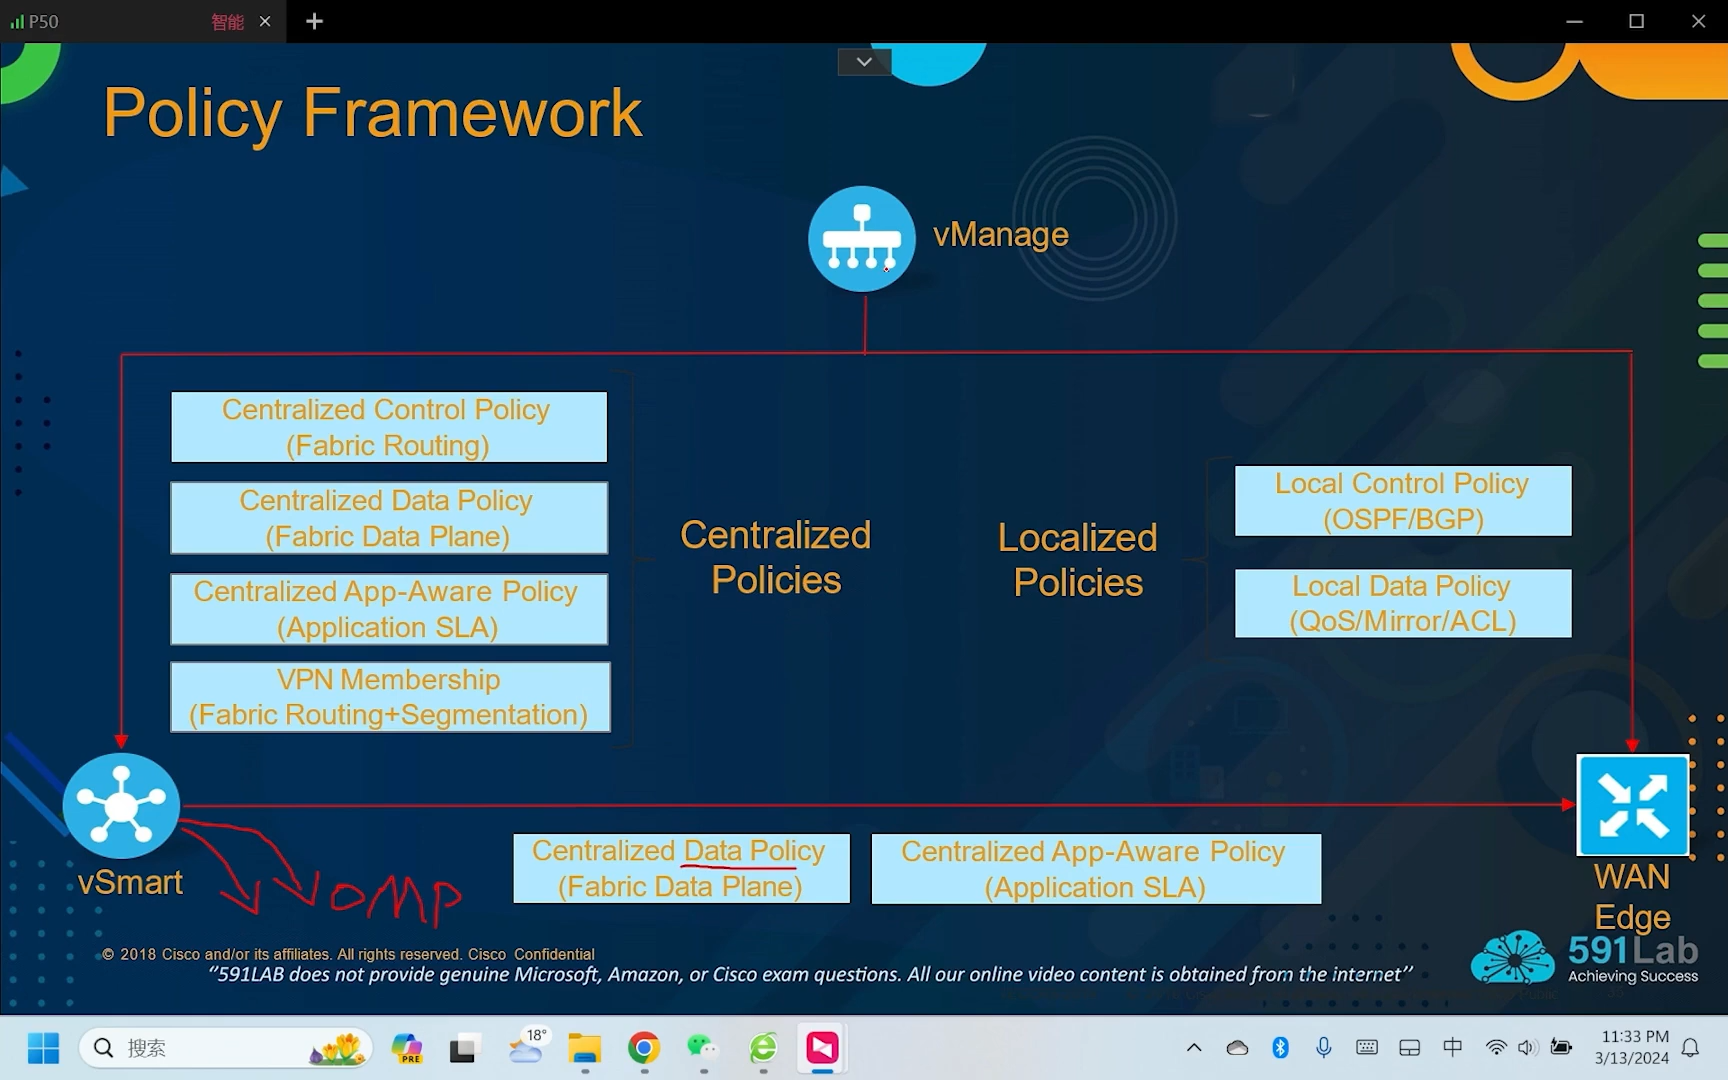 P50
智能
Policy Framework
vManage
Centralized Control Policy
(Fabric Routing)
Centralized Data Policy
(Fabric Data Plane)
Centralized App-Aware Policy
(Application SLA)
VPN Membership
(Fabric Routing+Segmentation)
Centralized
Policies
Localized
Policies
Local Control Policy
(OSPF/BGP)
Local Data Policy
(QoS/Mirror/ACL)
vSmart
OMP
Centralized Data Policy
(Fabric Data Plane)
Centralized App-Aware Policy
(Application SLA)
WAN
Edge
© 2018 Cisco and/or its affiliates. All rights reserved. Cisco Confidential
“591LAB does not provide genuine Microsoft, Amazon, or Cisco exam questions. All our online video content is obtained from the internet”
591Lab
Achieving Success
搜索
PRE
18°
中
11:33 PM
3/13/2024